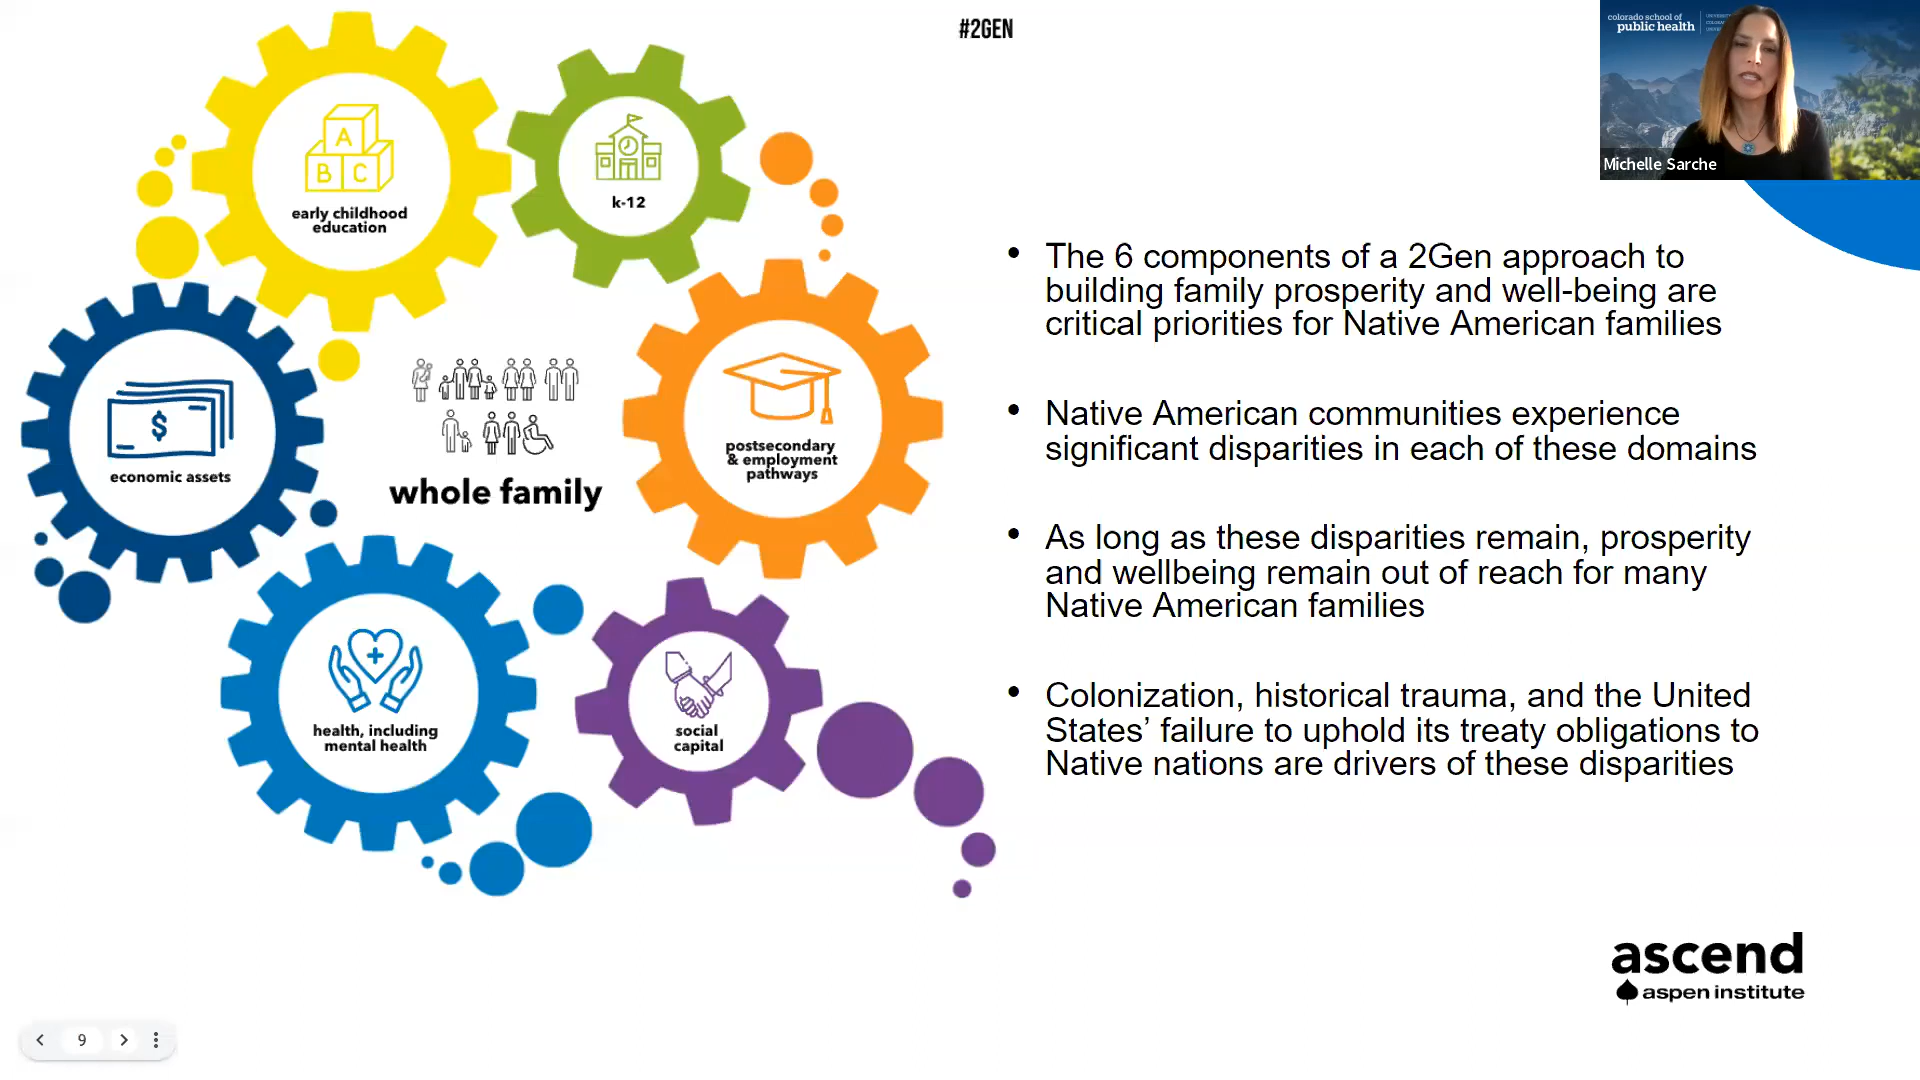 #2GEN
colorado school of
public health
Michelle Sarche
A
B C
early childhood
education
k-12
$
economic assets
whole family
postsecondary
& employment
pathways
health, including
mental health
social
capital
• The 6 components of a 2Gen approach to
building family prosperity and well-being are
critical priorities for Native American families
• Native American communities experience
significant disparities in each of these domains
• As long as these disparities remain, prosperity
and wellbeing remain out of reach for many
Native American families
• Colonization, historical trauma, and the United
States’ failure to uphold its treaty obligations to
Native nations are drivers of these disparities
ascend
aspen institute
9